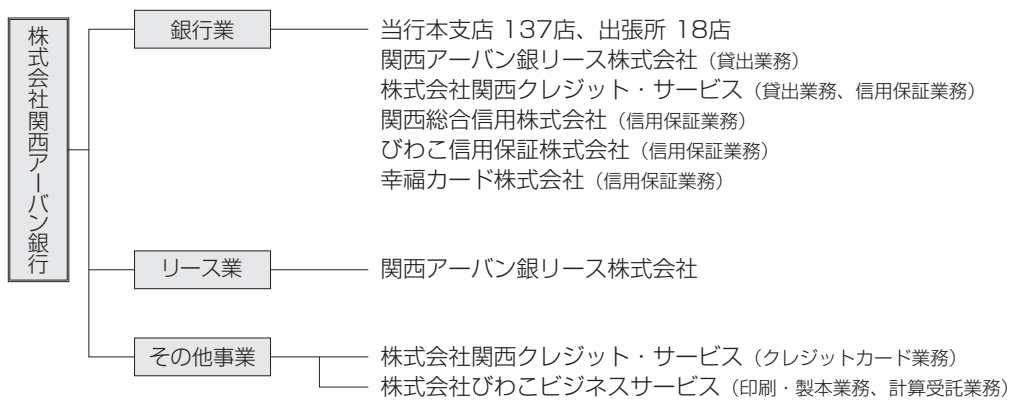 株式会社関西アーバン銀行
銀行業
当行本支店 137店、出張所 18店
関西アーバン銀リース株式会社（貸出業務）
株式会社関西クレジット・サービス（貸出業務、信用保証業務）
関西総合信用株式会社（信用保証業務）
びわこ信用保証株式会社（信用保証業務）
幸福カード株式会社（信用保証業務）
リース業
関西アーバン銀リース株式会社
その他事業
株式会社関西クレジット・サービス（クレジットカード業務）
株式会社びわこビジネスサービス（印刷・製本業務、計算受託業務）